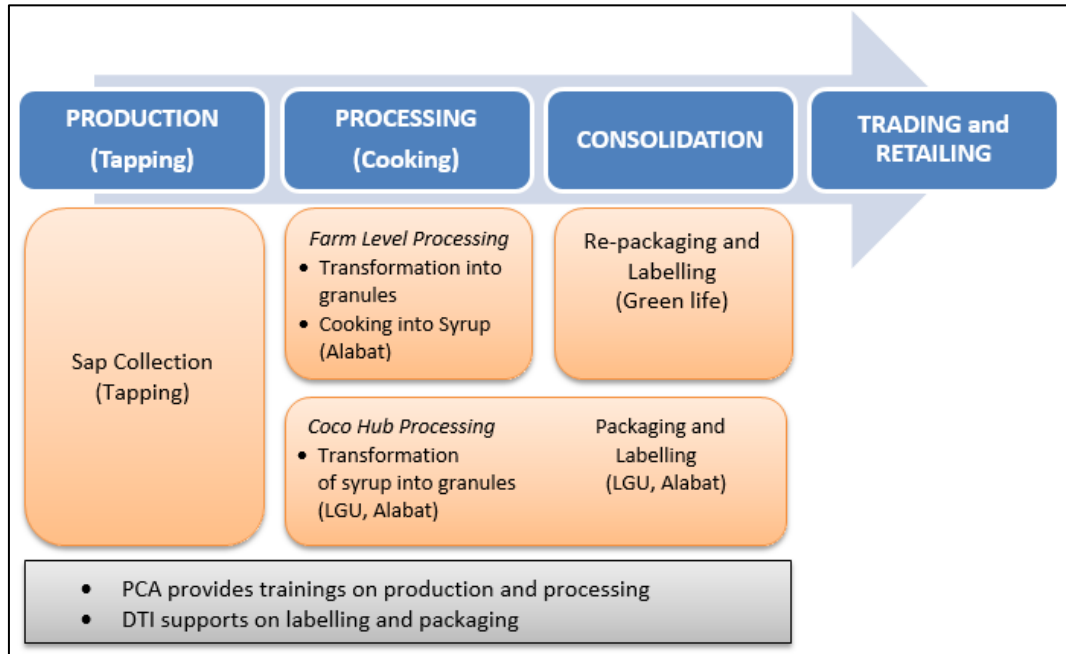 PRODUCTION
(Tapping)
PROCESSING
(Cooking)
CONSOLIDATION
TRADING and
RETAILING
Sap Collection
(Tapping)
Farm Level Processing
• Transformation into
granules
• Cooking into Syrup
(Alabat)
Re-packaging and
Labelling
(Green life)
Coco Hub Processing
• Transformation
of syrup into granules
(LGU, Alabat)
Packaging and
Labelling
(LGU, Alabat)
• PCA provides trainings on production and processing
• DTI supports on labelling and packaging